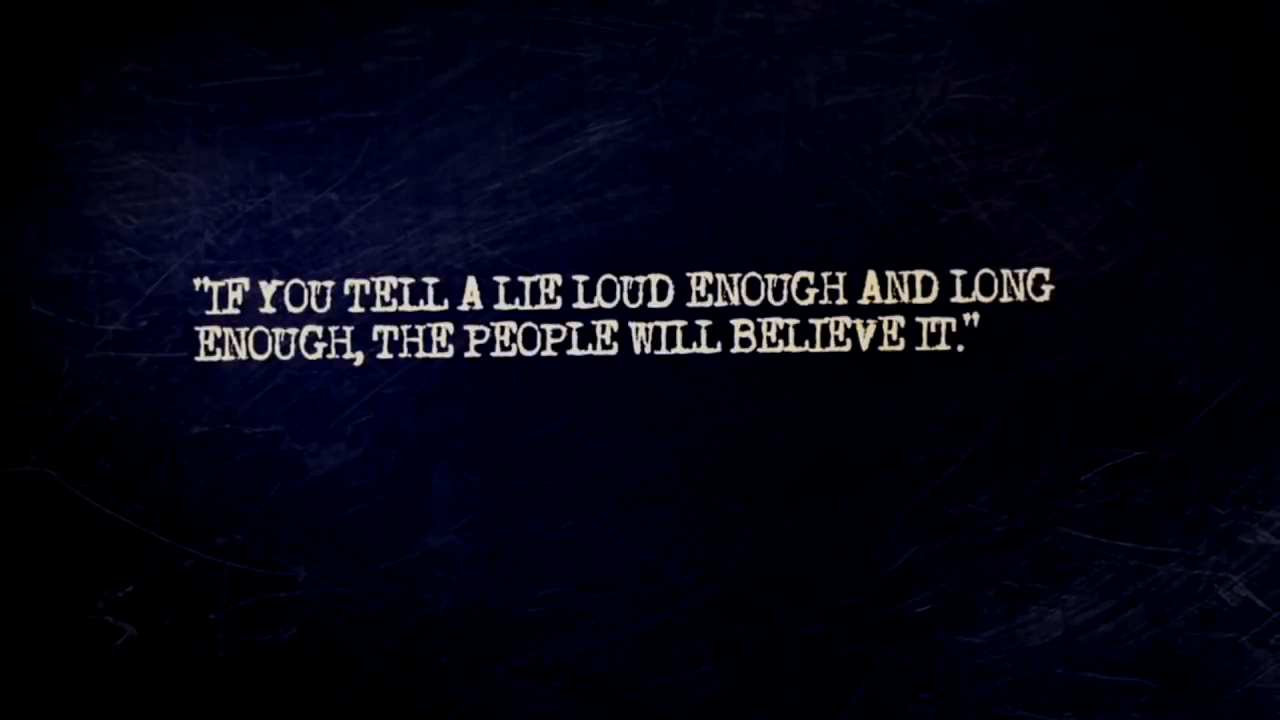 "IF YOU TELL A LIE LOUD ENOUGH AND LONG
ENOUGH, THE PEOPLE WILL BELIEVE IT."